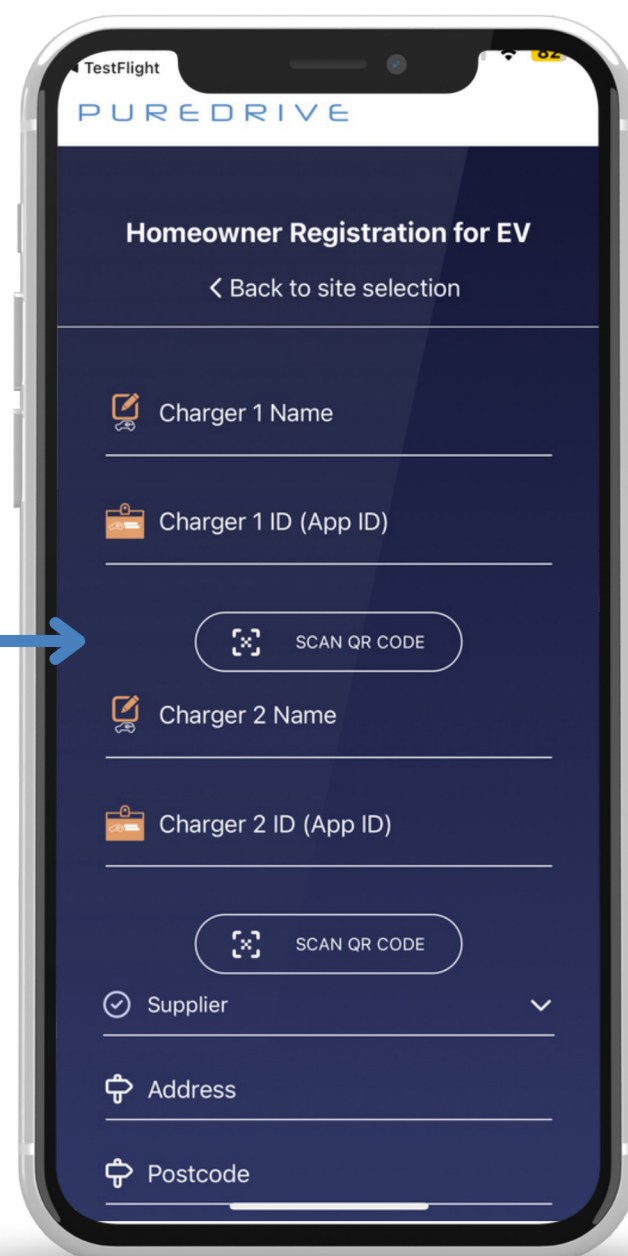 TestFlight
PUREDRIVE
Homeowner Registration for EV
Back to site selection
Charger 1 Name
Charger 1 ID (App ID)
SCAN QR CODE
Charger 2 Name
Charger 2 ID (App ID)
SCAN QR CODE
Supplier
Address
Postcode